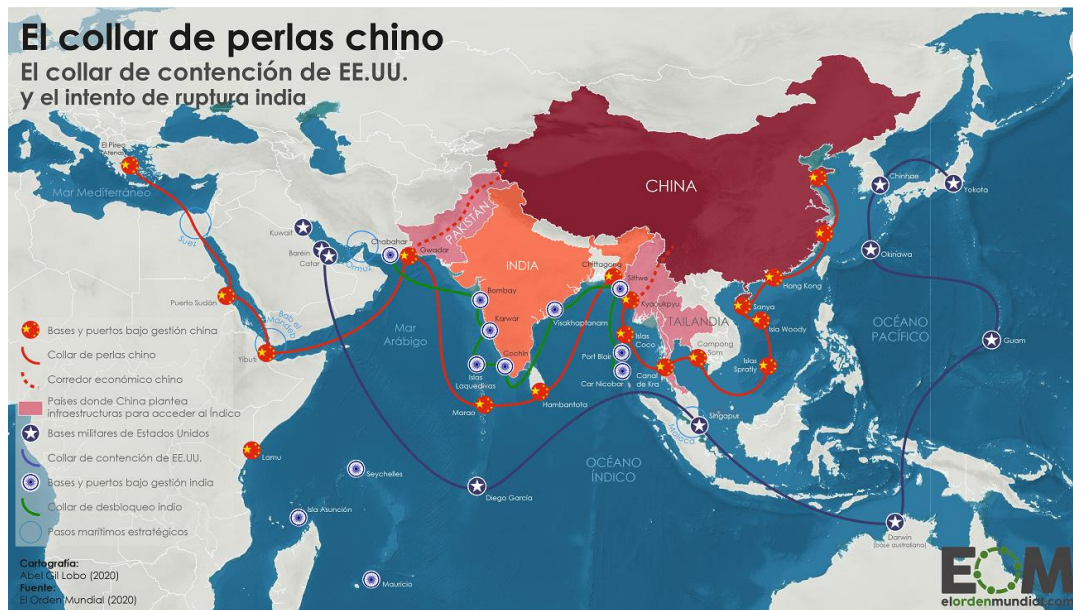 El collar de perlas chino
El collar de contención de EE.UU.
y el intento de ruptura india
El Pireo
(Atenas)
Mar Mediterráneo
Suez
Kuwait
Baréin
Catar
Ormuk
Chabahar
Gwadar
PAKISTÁN
CHINA
INDIA
Chinhae
Yokota
Okinawa
Puerto Sudán
Bab el
Mandeb
Yibuti
Mar
Arábigo
Bombay
Karwar
Cochín
Islas
Laquedivas
Visakhaptanam
Chittagong
Sittwe
Kyaoukpyu
Islas
Coco
Port Blair
Car Nicobar
TAILANDIA
Campong
Som
Canal
de Kra
Hong Kong
Sanya
Isla Woody
Islas
Spratly
OCÉANO
PACÍFICO
Guam
Marao
Hambantota
Singapur
Malaca
Lamu
Seychelles
Diego García
OCÉANO
ÍNDICO
Isla Asunción
Mauricio
Darwin
(base australiana)
Bases y puertos bajo gestión china
Collar de perlas chino
Corredor económico chino
Países donde China plantea
infraestructuras para acceder al Índico
Bases militares de Estados Unidos
Collar de contención de EE.UU.
Bases y puertos bajo gestión india
Collar de desbloqueo indio
Pasos marítimos estratégicos
Cartografía:
Abel Gil Lobo (2020)
Fuente:
El Orden Mundial (2020)
EOM
elordenmundial.com